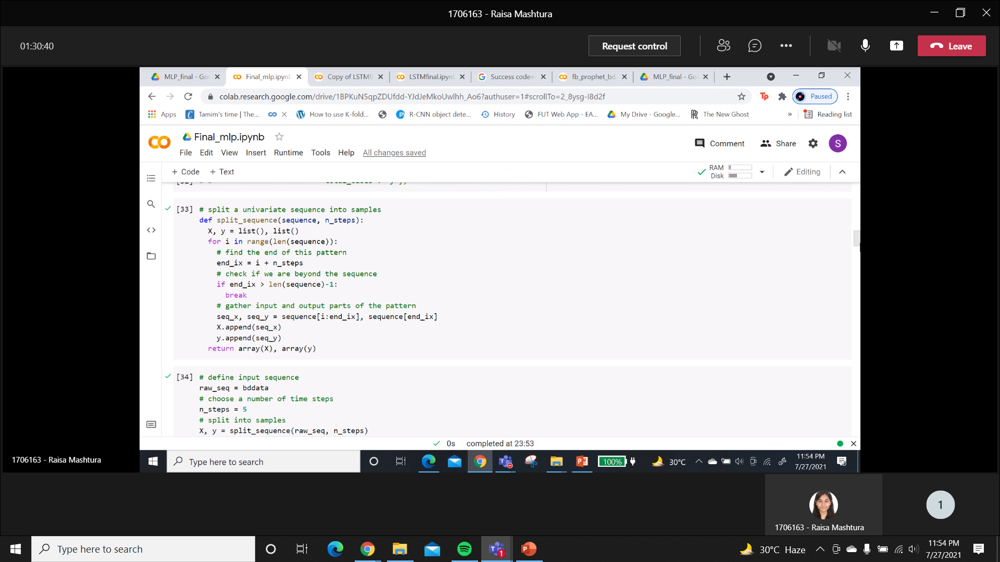 1706163 - Raisa Mashtura
01:30:40
Request control
Leave
MLP_final - Goo
Final_mlp.ipynb
Copy of LSTMfi
LSTMfinal.ipynb
Success code=
fb_prophet_bd.
MLP_final - Goo
colab.research.google.com/drive/1BPKuN5qpZDUfdd-YJdJeMkoUwlhh_Ao6?authuser=1#scrollTo=2_8ysg-I8d2f
Tp
Paused
Apps
Tamim's time | The...
How to use K-fold...
R-CNN object dete...
History
FUT Web App - EA...
My Drive - Google...
The New Ghost
»
Reading list
Final_mlp.ipynb
Comment
Share
S
File Edit View Insert Runtime Tools Help All changes saved
+ Code + Text
RAM
Disk
Editing
[33] # split a univariate sequence into samples
def split_sequence(sequence, n_steps):
X, y = list(), list()
for i in range(len(sequence)):
# find the end of this pattern
end_ix = i + n_steps
# check if we are beyond the sequence
if end_ix > len(sequence)-1:
break
# gather input and output parts of the pattern
seq_x, seq_y = sequence[i:end_ix], sequence[end_ix]
X.append(seq_x)
y.append(seq_y)
return array(X), array(y)
[34] # define input sequence
raw_seq = bddata
# choose a number of time steps
n_steps = 5
# split into samples
X, y = split_sequence(raw_seq, n_steps)
0s completed at 23:53
1706163 - Raisa Mashtura
Type here to search
100%
30°C
11:54 PM
7/27/2021
1706163 - Raisa Mashtura
1
Type here to search
1
30°C Haze
11:54 PM
7/27/2021